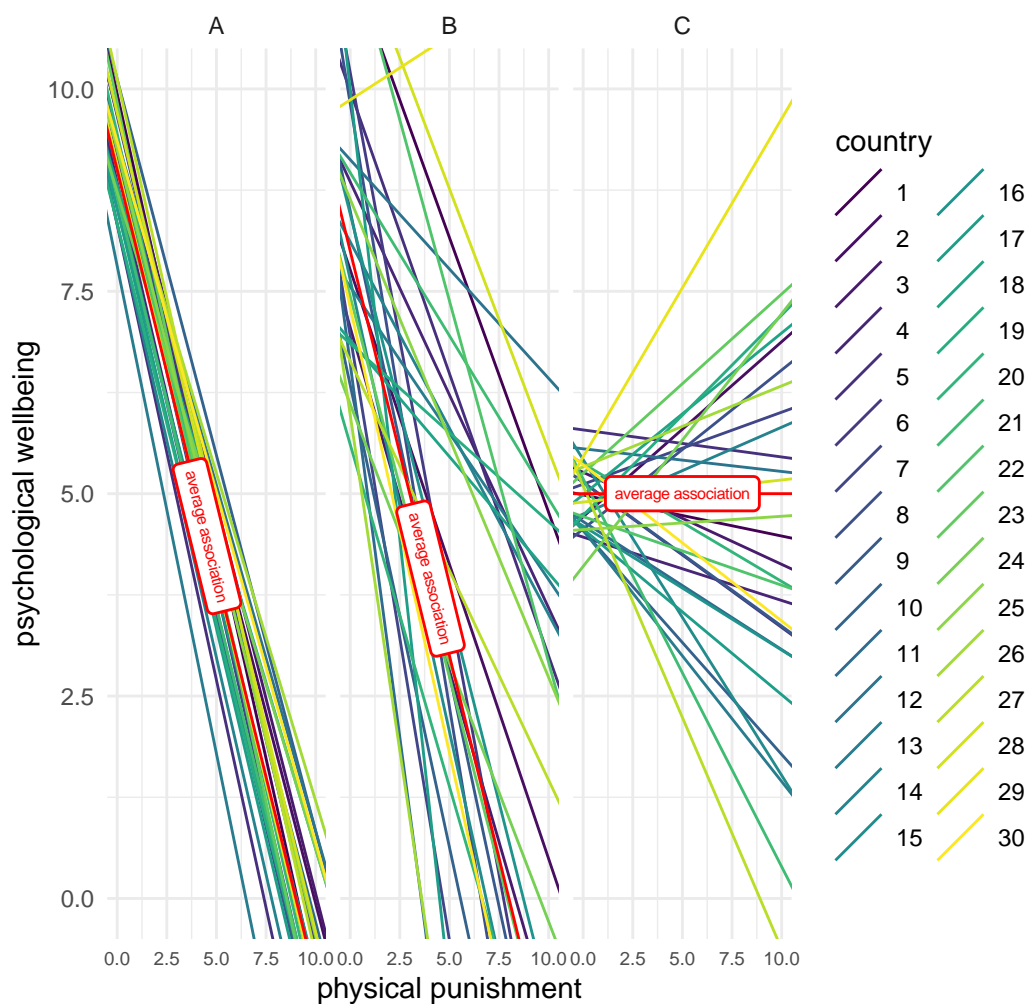 A B C
psychological wellbeing
10.0
7.5
5.0
2.5
0.0
average association
average association
average association
0.0 2.5 5.0 7.5 10.0 0.0 2.5 5.0 7.5 10.0 0.0 2.5 5.0 7.5 10.0
physical punishment
country
1 16
2 17
3 18
4 19
5 20
6 21
7 22
8 23
9 24
10 25
11 26
12 27
13 28
14 29
15 30